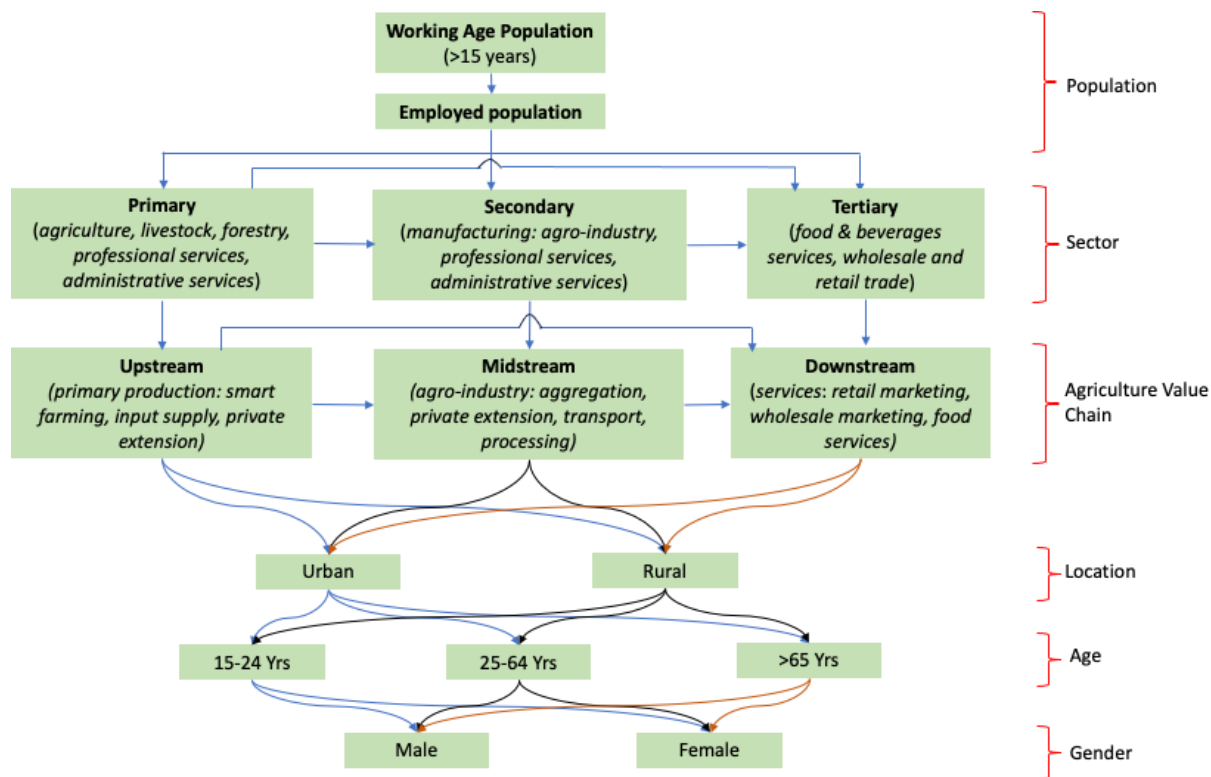 Working Age Population
(>15 years)
Population
Employed population
Primary
(agriculture, livestock, forestry,
professional services,
administrative services)
Secondary
(manufacturing: agro-industry,
professional services,
administrative services)
Tertiary
(food & beverages
services, wholesale and
retail trade)
Sector
Upstream
(primary production: smart
farming, input supply, private
extension)
Midstream
(agro-industry: aggregation,
private extension, transport,
processing)
Downstream
(services: retail marketing,
wholesale marketing, food
services)
Agriculture Value
Chain
Urban
Rural
Location
15-24 Yrs
25-64 Yrs
>65 Yrs
Age
Male
Female
Gender